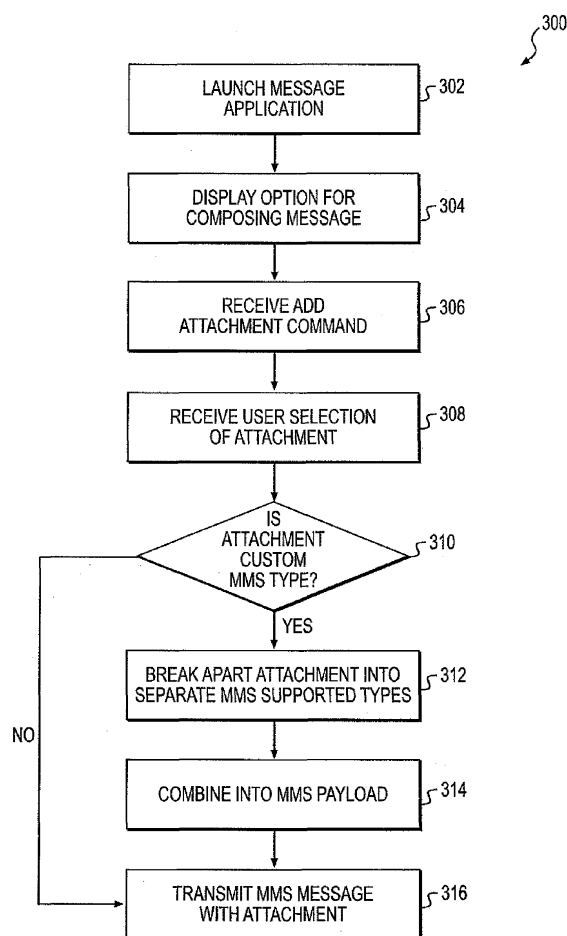 300
LAUNCH MESSAGE
APPLICATION
302
DISPLAY OPTION FOR
COMPOSING MESSAGE
304
RECEIVE ADD
ATTACHMENT COMMAND
306
RECEIVE USER SELECTION
OF ATTACHMENT
308
IS
ATTACHMENT
CUSTOM
MMS TYPE?
310
YES
BREAK APART ATTACHMENT INTO
SEPARATE MMS SUPPORTED TYPES
312
NO
COMBINE INTO MMS PAYLOAD
314
TRANSMIT MMS MESSAGE
WITH ATTACHMENT
316